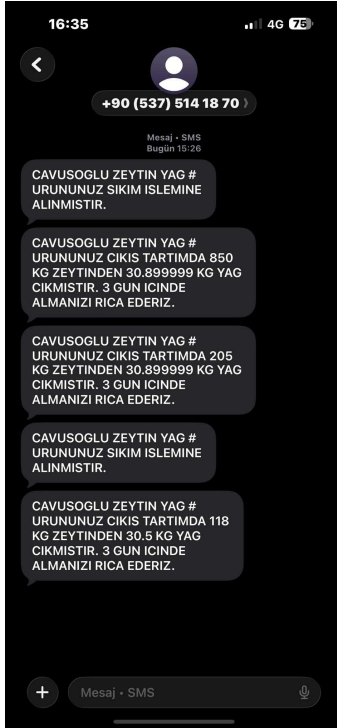 16:35
4G 75
+90 (537) 514 18 70
Mesaj • SMS
Bugün 15:26
CAVUSOGLU ZEYTIN YAG #
URUNUNUZ SIKIM ISLEMINE
ALINMISTIR.
CAVUSOGLU ZEYTIN YAG #
URUNUNUZ CIKIS TARTIMDA 850
KG ZEYTINDEN 30.899999 KG YAG
CIKMISTIR. 3 GUN ICINDE
ALMANIZI RICA EDERIZ.
CAVUSOGLU ZEYTIN YAG #
URUNUNUZ CIKIS TARTIMDA 205
KG ZEYTINDEN 30.899999 KG YAG
CIKMISTIR. 3 GUN ICINDE
ALMANIZI RICA EDERIZ.
CAVUSOGLU ZEYTIN YAG #
URUNUNUZ SIKIM ISLEMINE
ALINMISTIR.
CAVUSOGLU ZEYTIN YAG #
URUNUNUZ CIKIS TARTIMDA 118
KG ZEYTINDEN 30.5 KG YAG
CIKMISTIR. 3 GUN ICINDE
ALMANIZI RICA EDERIZ.
Mesaj • SMS